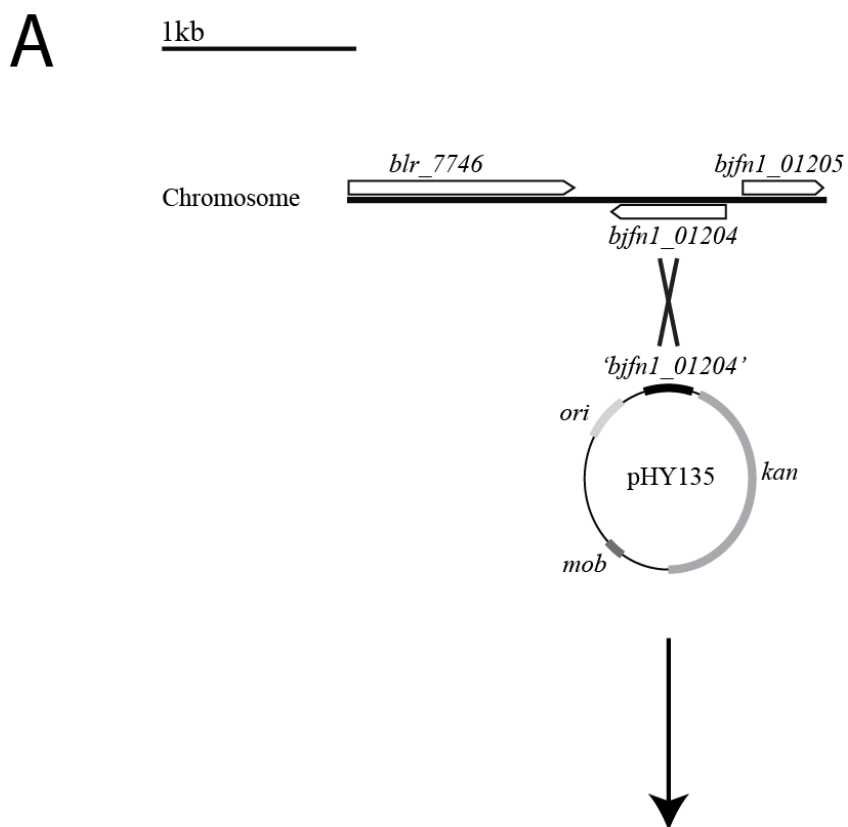 A
1kb
blr_7746
bjfn1_01205
Chromosome
bjfn1_01204
‘bjfn1_01204’
ori
pHY135
kan
mob